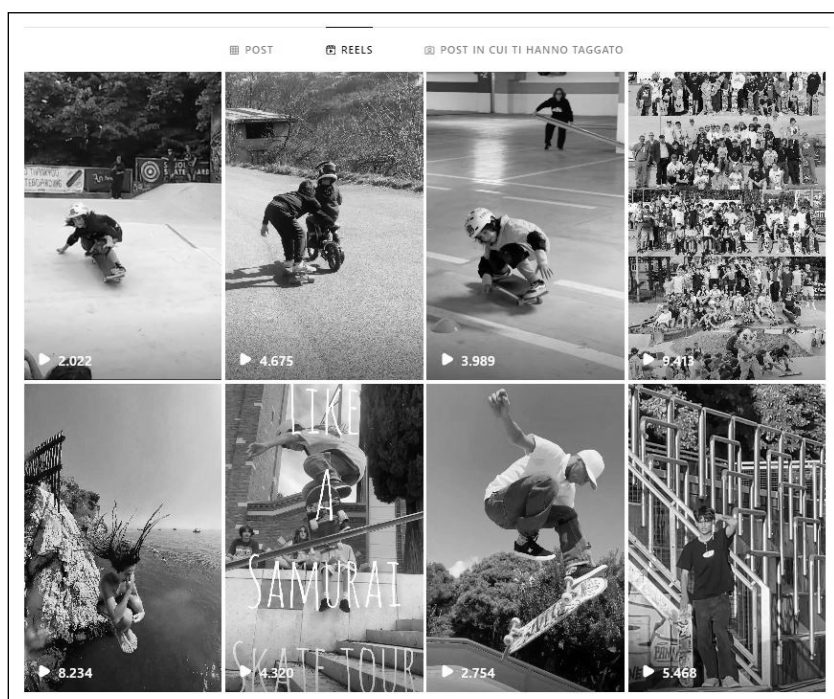 POST REELS POST IN CUI TI HANNO TAGGATO
2.022 4.675 3.989 9.413
LIKE
A
SAMURAI
SKATE TOUR
8.234 4.320 2.754 5.468